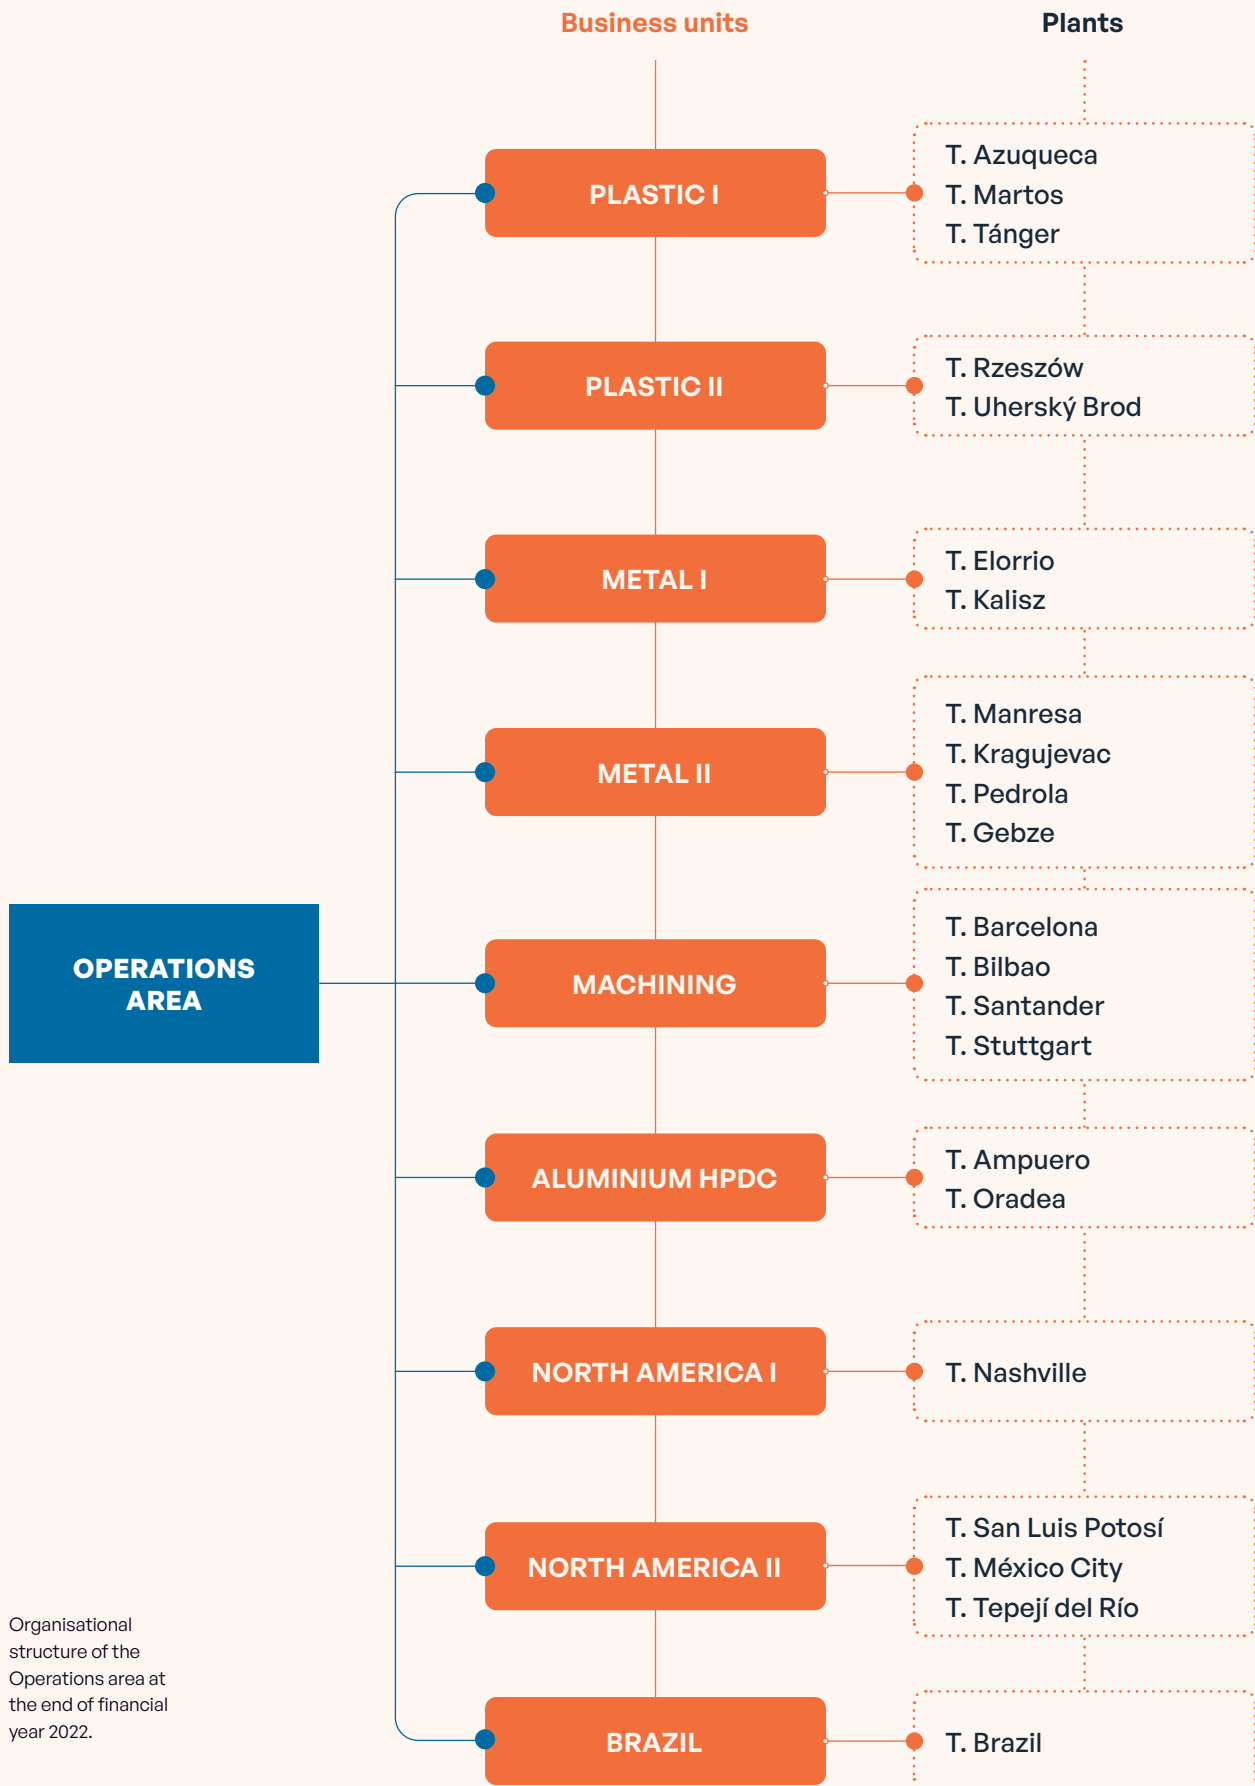 Business units
Plants
PLASTIC I
T. Azuqueca
T. Martos
T. Tánger
PLASTIC II
T. Rzeszów
T. Uherský Brod
METAL I
T. Elorrio
T. Kalisz
METAL II
T. Manresa
T. Kragujevac
T. Pedrola
T. Gebze
OPERATIONS
AREA
MACHINING
T. Barcelona
T. Bilbao
T. Santander
T. Stuttgart
ALUMINIUM HPDC
T. Ampuero
T. Oradea
NORTH AMERICA I
T. Nashville
NORTH AMERICA II
T. San Luis Potosí
T. México City
T. Tepejí del Río
BRAZIL
T. Brazil
Organisational
structure of the
Operations area at
the end of financial
year 2022.